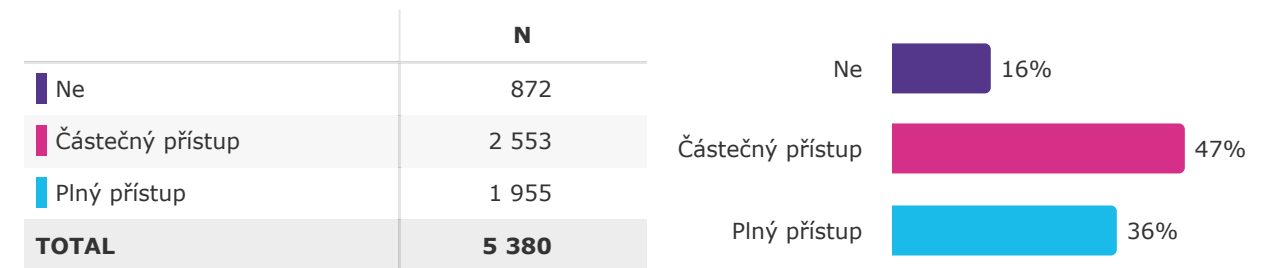 N
Ne 872
Částečný přístup 2 553
Plný přístup 1 955
TOTAL 5 380
Ne 16%
Částečný přístup 47%
Plný přístup 36%